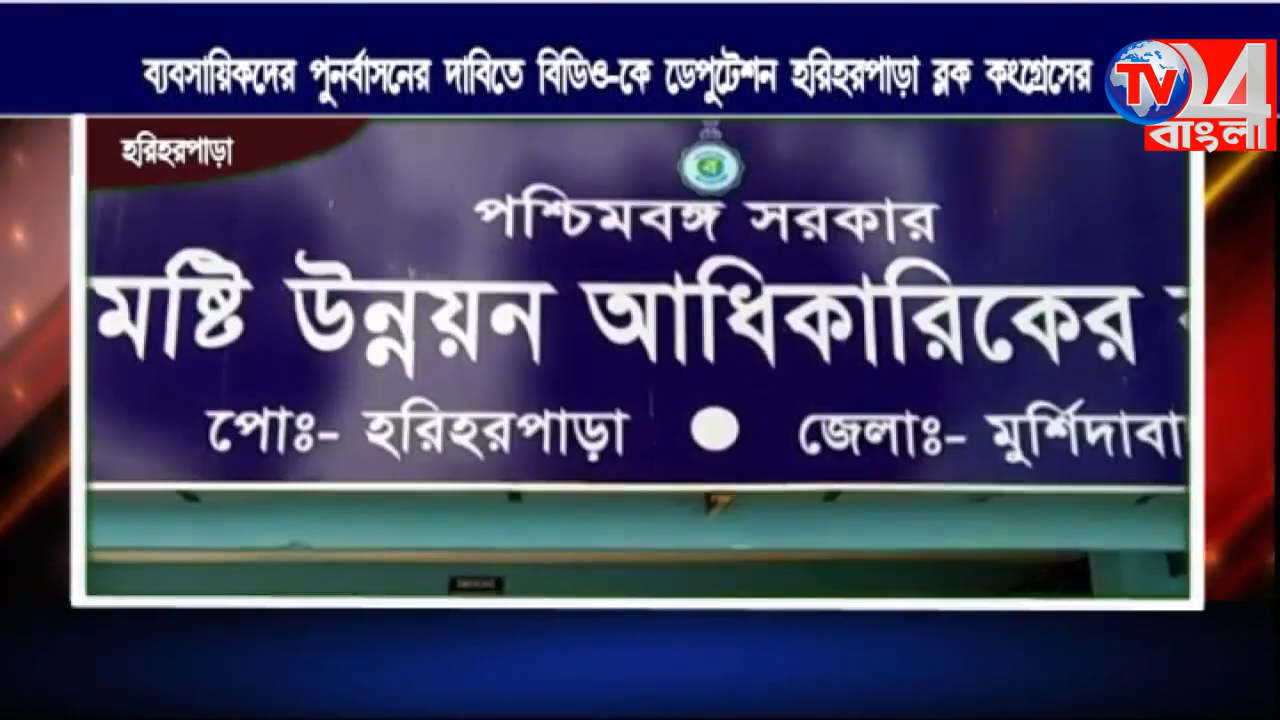 ব্যবসায়িকদের পুনর্বাসনের দাবিতে বিডিও-কে ডেপুটেশন হরিহরপাড়া ব্লক কংগ্রেসের
TV 24
বাংলা
হরিহরপাড়া
পশ্চিমবঙ্গ সরকার
মষ্টি উন্নয়ন আধিকারিকের
পোঃ- হরিহরপাড়া ● জেলাঃ- মুর্শিদাবা